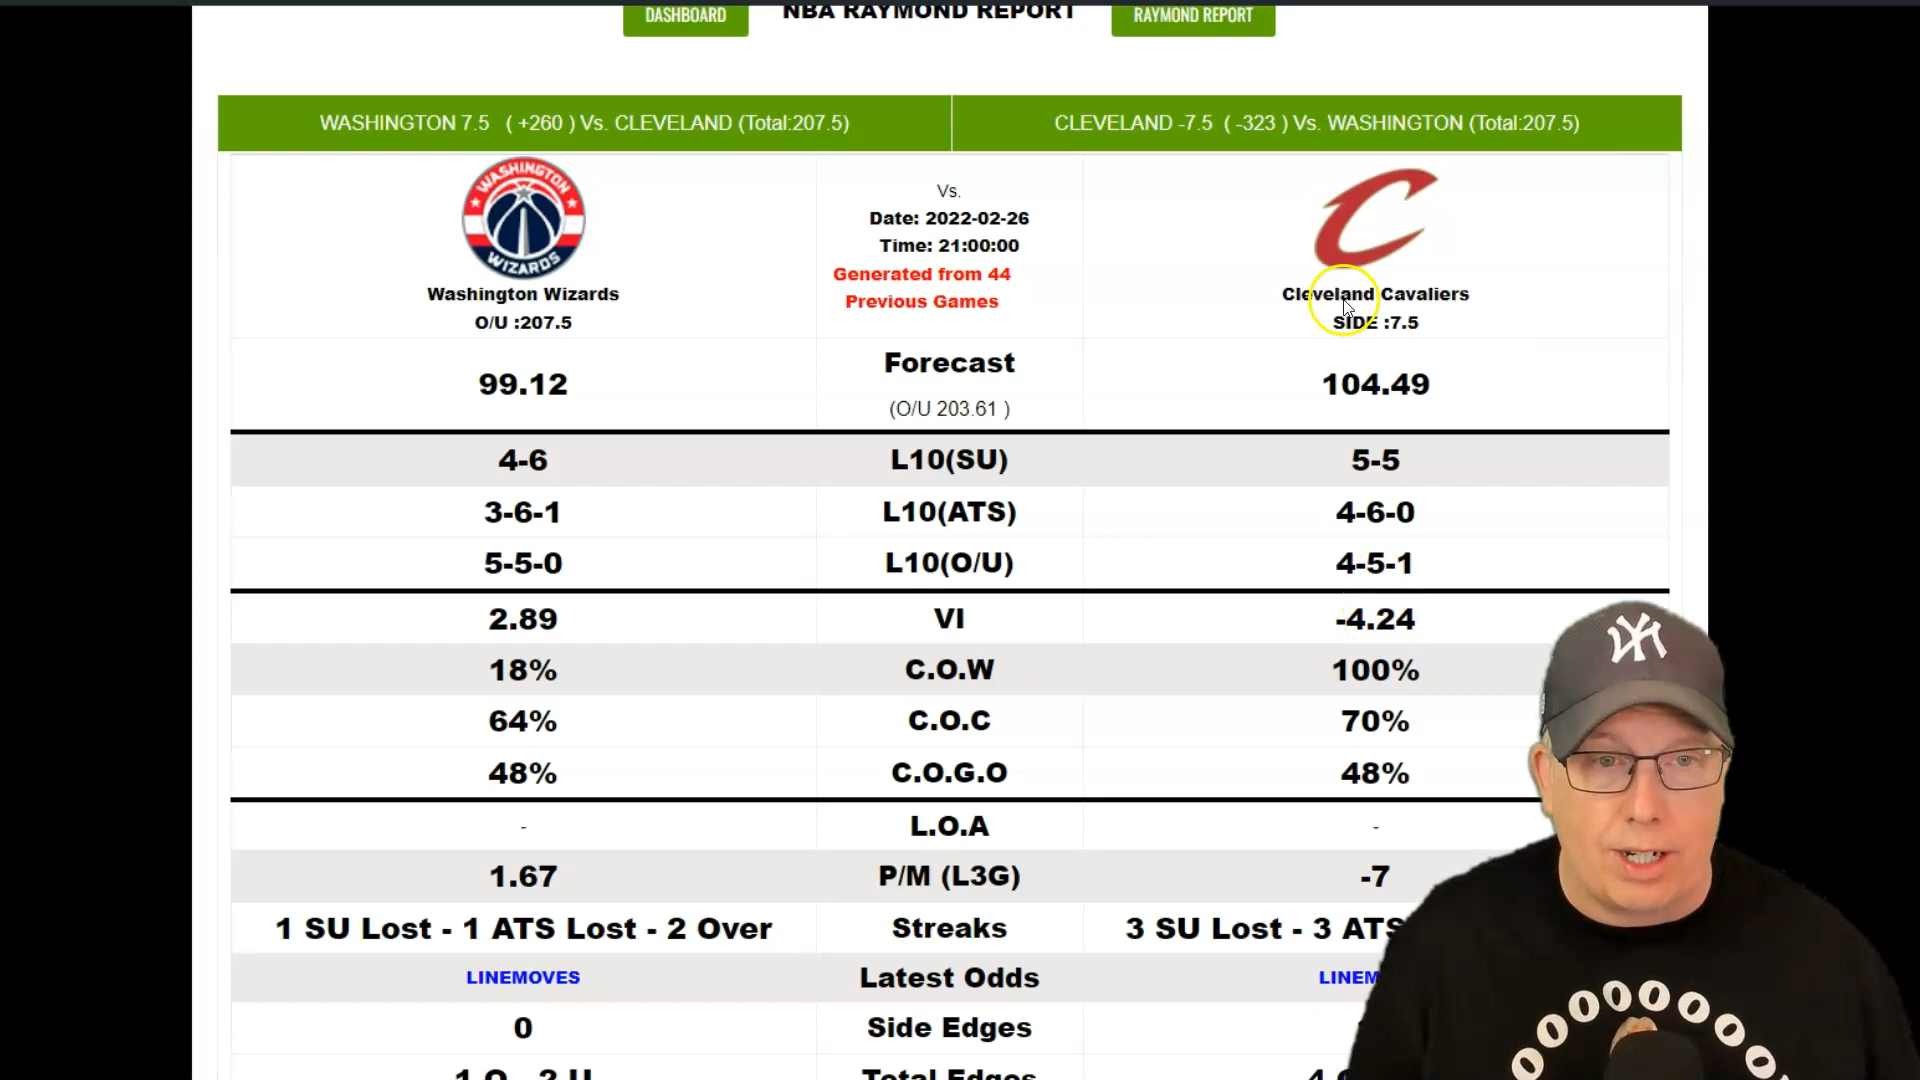 DASHBOARD NBA RAYMOND REPORT RAYMOND REPORT
WASHINGTON 7.5 ( +260 ) Vs. CLEVELAND (Total:207.5) CLEVELAND -7.5 ( -323 ) Vs. WASHINGTON (Total:207.5)
WASHINGTON
WIZARDS
Vs.
Date: 2022-02-26
Time: 21:00:00
Generated from 44
Previous Games
Washington Wizards Cleveland Cavaliers
O/U :207.5 SIDE :7.5
99.12 Forecast 104.49
(O/U 203.61 )
4-6 L10(SU) 5-5
3-6-1 L10(ATS) 4-6-0
5-5-0 L10(O/U) 4-5-1
2.89 VI -4.24
18% C.O.W 100%
64% C.O.C 70%
48% C.O.G.O 48%
- L.O.A -
1.67 P/M (L3G) -7
1 SU Lost - 1 ATS Lost - 2 Over Streaks 3 SU Lost - 3 ATS
LINEMOVES Latest Odds LINEM
0 Side Edges
Total Edges
NY